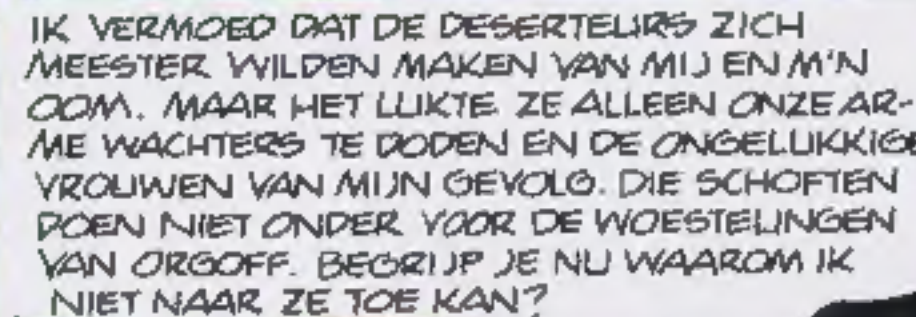 IK VERMOED DAT DE DESERTEURS ZICH
MEESTER WILDEN MAKEN VAN MIJ EN M'N
OOM. MAAR HET LUKTE ZE ALLEEN ONZE AR-
ME WACHTERS TE DODEN EN DE ONGELUKKIGE
VROUWEN VAN MIJN GEVOLG. DIE SCHOFTEN
DOEN NIET ONDER VOOR DE WOESTELINGEN
VAN ORGOFF. BEGRIJP JE NU WAAROM IK
NIET NAAR ZE TOE KAN?